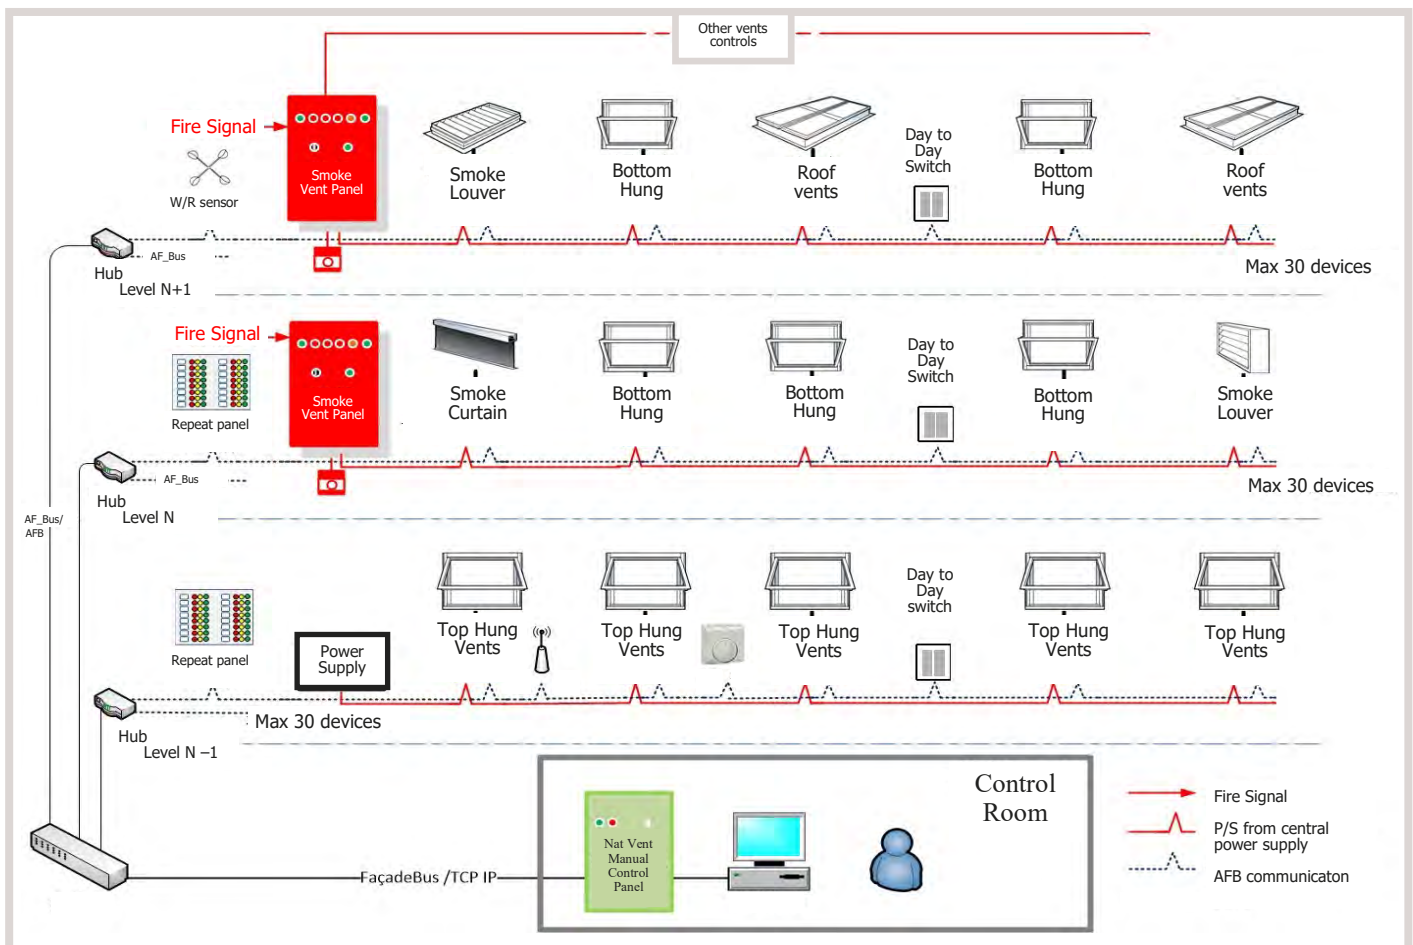 Other vents
controls
Fire Signal
Smoke
Vent Panel
W/R sensor
Smoke
Louver
Bottom
Hung
Roof
vents
Day to
Day
Switch
Bottom
Hung
Roof
vents
AF_Bus
Hub
Level N+1
Max 30 devices
Fire Signal
Smoke
Vent Panel
Repeat panel
Smoke
Curtain
Bottom
Hung
Bottom
Hung
Day to
Day
Switch
Bottom
Hung
Smoke
Louver
AF_Bus
Hub
Level N
Max 30 devices
AF_Bus/
AFB
Repeat panel
Power
Supply
Top Hung
Vents
Top Hung
Vents
Top Hung
Vents
Day to
Day
switch
Top Hung
Vents
Top Hung
Vents
Max 30 devices
Hub
Level N –1
Control
Room
Nat Vent
Manual
Control
Panel
FaçadeBus /TCP IP
Fire Signal
P/S from central
power supply
AFB communicaton